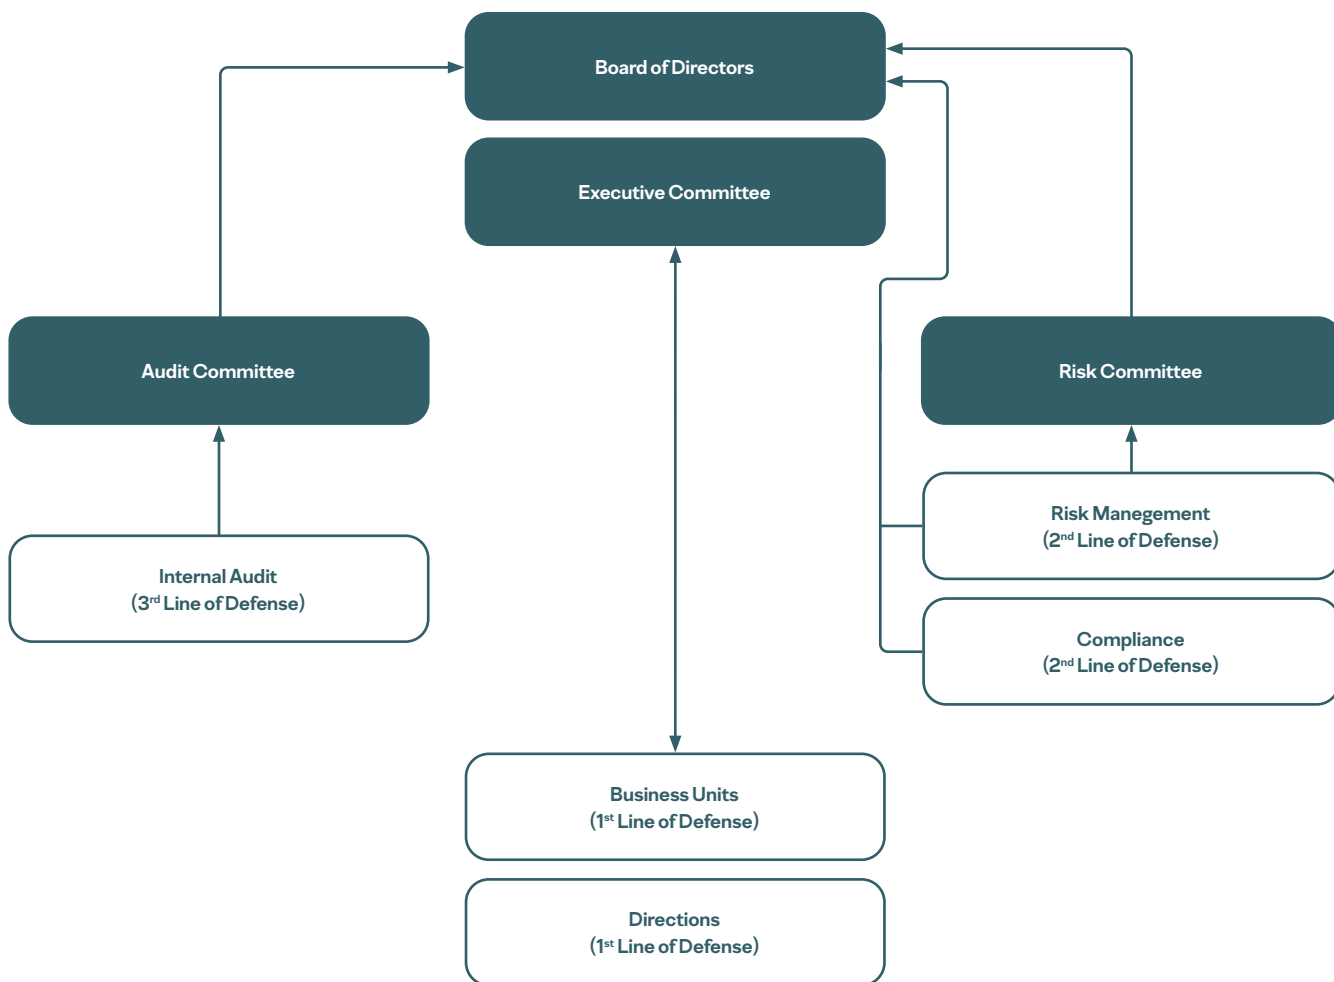 Board of Directors
Executive Committee
Audit Committee
Risk Committee
Internal Audit
(3rd Line of Defense)
Risk Manegement
(2nd Line of Defense)
Compliance
(2nd Line of Defense)
Business Units
(1st Line of Defense)
Directions
(1st Line of Defense)